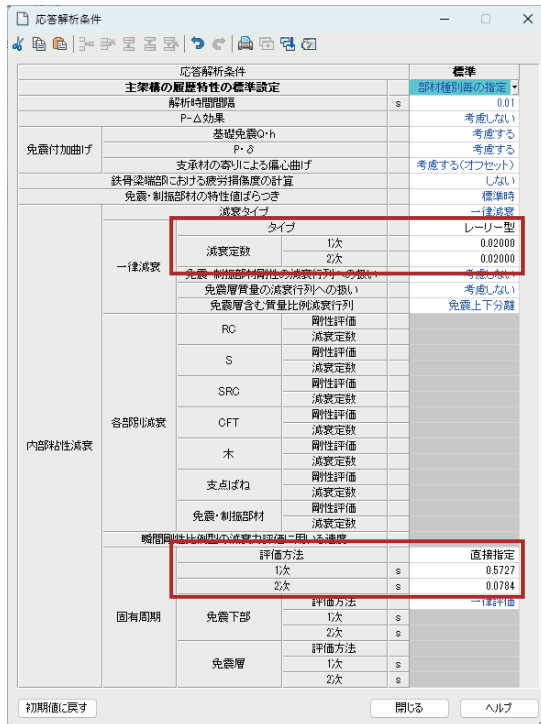 応答解析条件
応答解析条件 標準
主架構の履歴特性の標準設定 部材種別毎の指定
解析時間間隔 s 0.01
P-Δ効果 考慮しない
免震付加曲げ 基礎免震Q・h 考慮する
P・δ 考慮する
支承材の寄りによる偏心曲げ 考慮する(オフセット)
鉄骨梁端部における疲労損傷度の計算 しない
免震・制振部材の特性値ばらつき 標準時
内部粘性減衰 減衰タイプ 一律減衰
一律減衰 タイプ レーリー型
減衰定数 1次 0.02000
2次 0.02000
免震・制振部材剛性の減衰行列への扱い 考慮しない
免震層質量の減衰行列への扱い 考慮しない
免震層含む質量比例減衰行列 免震上下分離
各部別減衰 RC 剛性評価
減衰定数
S 剛性評価
減衰定数
SRC 剛性評価
減衰定数
CFT 剛性評価
減衰定数
木 剛性評価
減衰定数
支点ばね 剛性評価
減衰定数
免震・制振部材 剛性評価
減衰定数
瞬間剛性比例型の減衰力評価に用いる速度
固有周期 評価方法 直接指定
1次 s 0.5727
2次 s 0.0784
免震下部 評価方法 一律評価
1次 s
2次 s
免震層 評価方法
1次 s
2次 s
初期値に戻す 閉じる ヘルプ